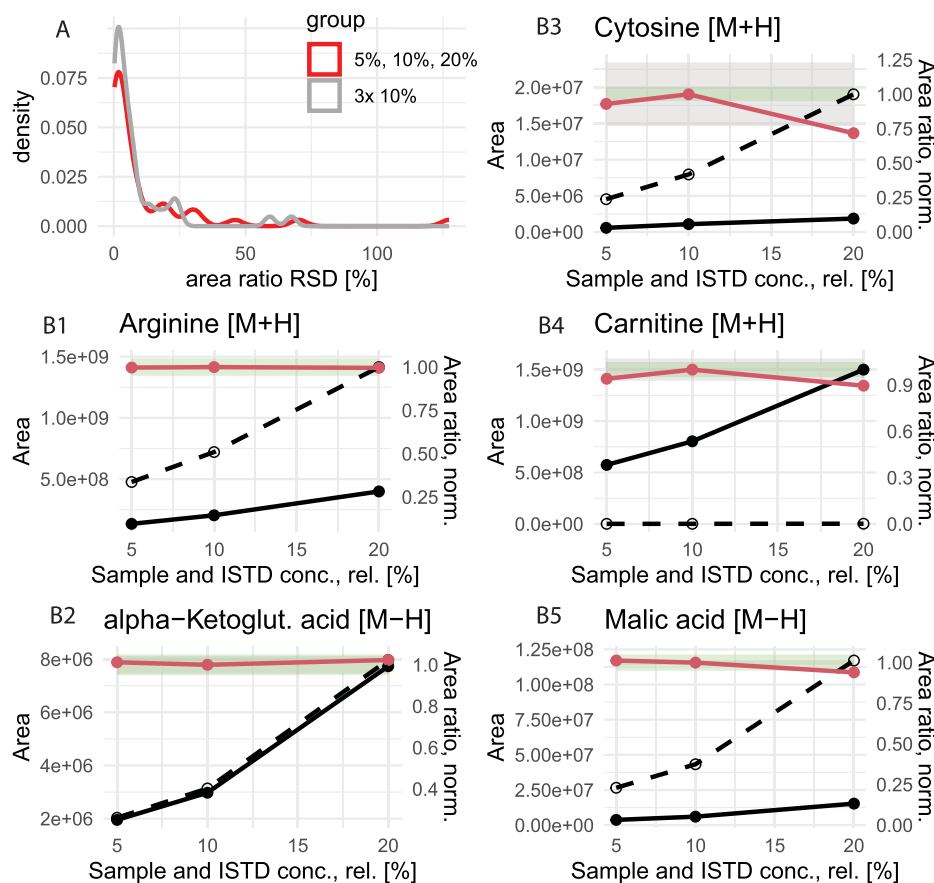 A
group
5%, 10%, 20%
3x 10%
density
0.075
0.050
0.025
0.000
0
50
100
area ratio RSD [%]
B3
Cytosine [M+H]
Area
2.0e+07
1.5e+07
1.0e+07
5.0e+06
0.00e+00
1.25
1.00
0.75
0.50
0.25
0.00
Area ratio, norm.
5
10
15
20
Sample and ISTD conc., rel. [%]
B1
Arginine [M+H]
Area
1.5e+09
1.0e+09
5.0e+08
1.00
0.75
0.50
0.25
Area ratio, norm.
5
10
15
20
Sample and ISTD conc., rel. [%]
B4
Carnitine [M+H]
Area
1.5e+09
1.0e+09
5.0e+08
0.0e+00
0.9
0.6
0.3
0.0
Area ratio, norm.
5
10
15
20
Sample and ISTD conc., rel. [%]
B2
alpha−Ketoglut. acid [M−H]
Area
8e+06
6e+06
4e+06
2e+06
1.0
0.8
0.6
0.4
Area ratio, norm.
5
10
15
20
Sample and ISTD conc., rel. [%]
B5
Malic acid [M−H]
Area
1.25e+08
1.00e+08
7.50e+07
5.00e+07
2.50e+07
0.00e+00
1.00
0.75
0.50
0.25
0.00
Area ratio, norm.
5
10
15
20
Sample and ISTD conc., rel. [%]